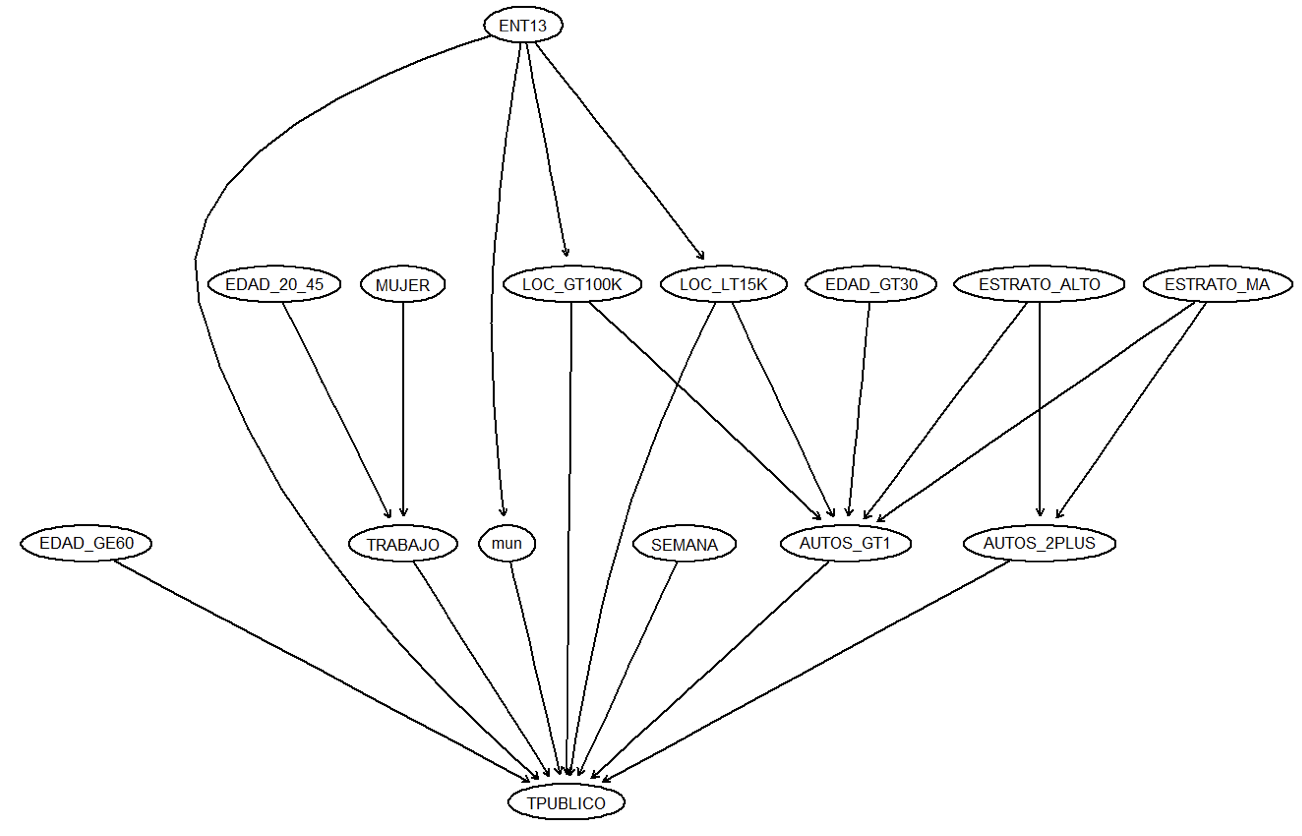 ENT13
EDAD_20_45
MUJER
LOC_GT100K
LOC_LT15K
EDAD_GT30
ESTRATO_ALTO
ESTRATO_MA
EDAD_GE60
TRABAJO
mun
SEMANA
AUTOS_GT1
AUTOS_2PLUS
TPUBLICO